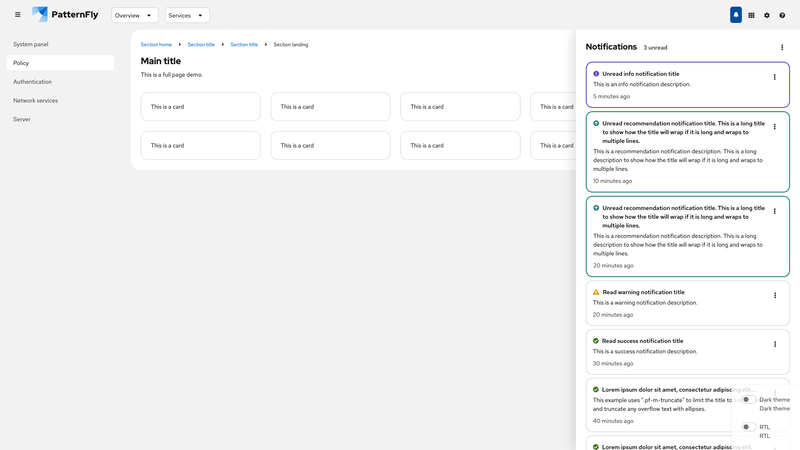 PatternFly
Overview
Services
System panel
Policy
Authentication
Network services
Server
Section home
Section title
Section title
Section landing
Main title
This is a full page demo.
This is a card
This is a card
This is a card
This is a card
This is a card
This is a card
This is a card
This is a card
Notifications
3 unread
Unread info notification title
This is an info notification description.
5 minutes ago
Unread recommendation notification title. This is a long title
to show how the title will wrap if it is long and wraps to
multiple lines.
This is a recommendation notification description. This is a long
description to show how the title will wrap if it is long and wraps to
multiple lines.
10 minutes ago
Unread recommendation notification title. This is a long title
to show how the title will wrap if it is long and wraps to
multiple lines.
This is a recommendation notification description. This is a long
description to show how the title will wrap if it is long and wraps to
multiple lines.
20 minutes ago
Read warning notification title
This is a warning notification description.
20 minutes ago
Read success notification title
This is a success notification description.
30 minutes ago
Lorem ipsum dolor sit amet, consectetur adipiscing elit...
This example uses ".pf-m-truncate" to limit the title to
and truncate any overflow text with ellipses.
40 minutes ago
Lorem ipsum dolor sit amet, consectetur adipiscing
Dark theme
Dark theme
RTL
RTL